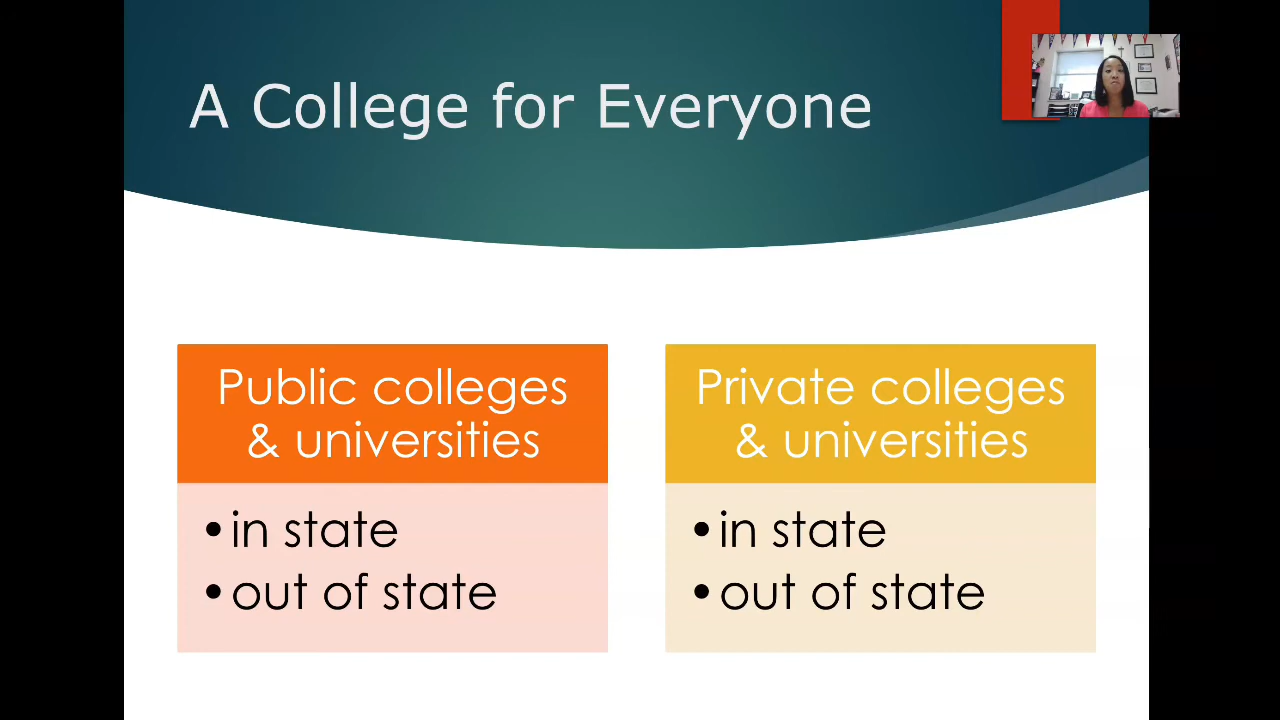 A College for Everyone
Public colleges
& universities
•in state
•out of state
Private colleges
& universities
•in state
•out of state